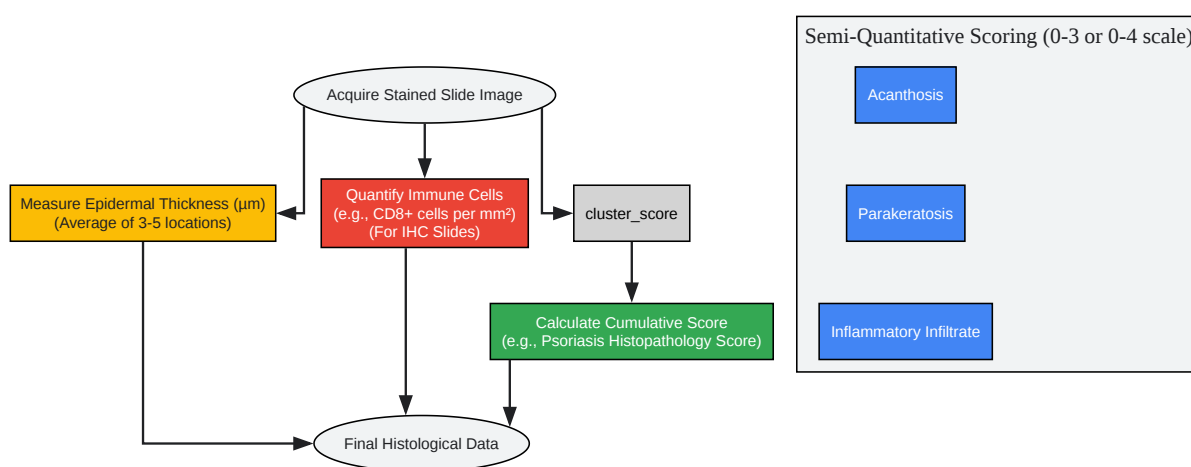 Semi-Quantitative Scoring (0-3 or 0-4 scale)
Acquire Stained Slide Image
Acanthosis
Measure Epidermal Thickness (µm)
(Average of 3-5 locations)
Quantify Immune Cells
(e.g., CD8+ cells per mm²)
(For IHC Slides)
cluster_score
Parakeratosis
Calculate Cumulative Score
(e.g., Psoriasis Histopathology Score)
Inflammatory Infiltrate
Final Histological Data